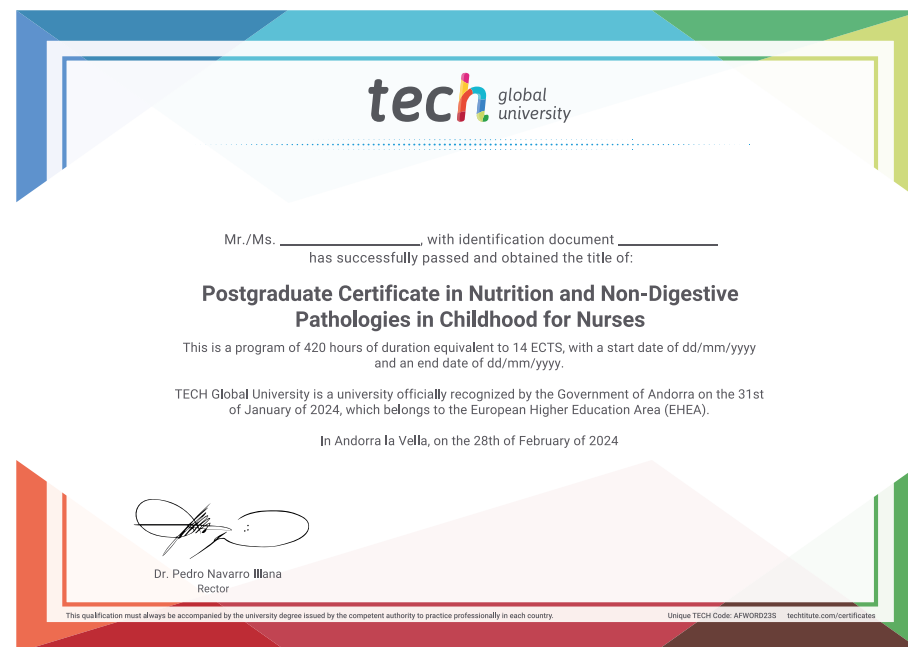 tech global university
Mr./Ms. ____________, with identification document ____________
has successfully passed and obtained the title of:
Postgraduate Certificate in Nutrition and Non-Digestive
Pathologies in Childhood for Nurses
This is a program of 420 hours of duration equivalent to 14 ECTS, with a start date of dd/mm/yyyy
and an end date of dd/mm/yyyy.
TECH Global University is a university officially recognized by the Government of Andorra on the 31st
of January of 2024, which belongs to the European Higher Education Area (EHEA).
In Andorra la Vella, on the 28th of February of 2024
Dr. Pedro Navarro Illana
Rector
This qualification must always be accompanied by the university degree issued by the competent authority to practice professionally in each country.
Unique TECH Code: AFWORD23S techtitute.com/certificates